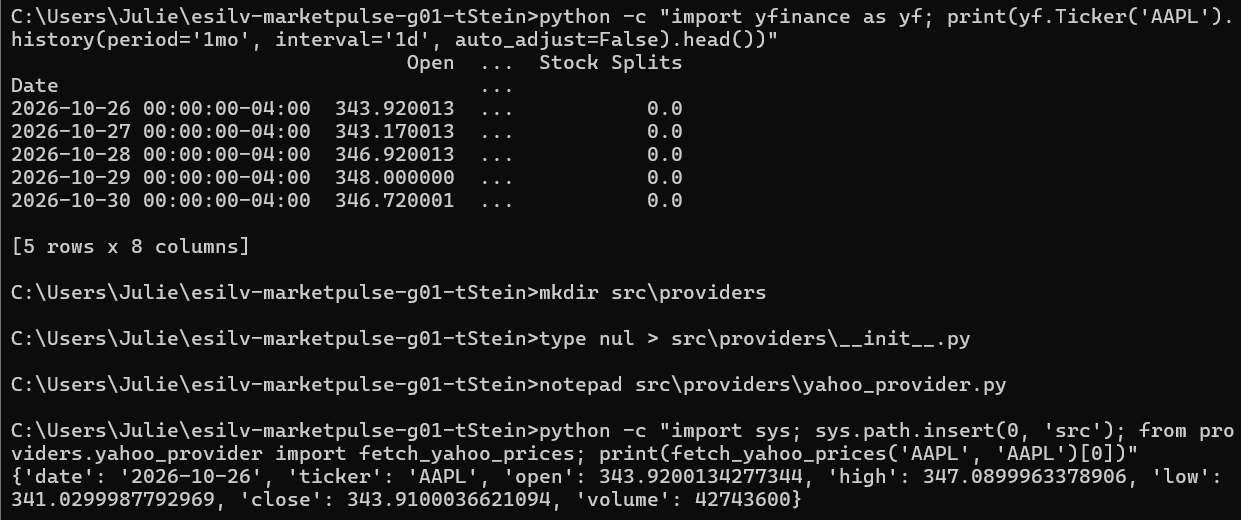 C:\Users\Julie\esilv-marketpulse-g01-tStein>python -c "import yfinance as yf; print(yf.Ticker('AAPL').
history(period='1mo', interval='1d', auto_adjust=False).head())"
                                 Open  ...  Stock Splits
Date                                   ...
2026-10-26 00:00:00-04:00  343.920013  ...           0.0
2026-10-27 00:00:00-04:00  343.170013  ...           0.0
2026-10-28 00:00:00-04:00  346.920013  ...           0.0
2026-10-29 00:00:00-04:00  348.000000  ...           0.0
2026-10-30 00:00:00-04:00  346.720001  ...           0.0
[5 rows x 8 columns]
C:\Users\Julie\esilv-marketpulse-g01-tStein>mkdir src\providers
C:\Users\Julie\esilv-marketpulse-g01-tStein>type nul > src\providers\__init__.py
C:\Users\Julie\esilv-marketpulse-g01-tStein>notepad src\providers\yahoo_provider.py
C:\Users\Julie\esilv-marketpulse-g01-tStein>python -c "import sys; sys.path.insert(0, 'src'); from pro
viders.yahoo_provider import fetch_yahoo_prices; print(fetch_yahoo_prices('AAPL', 'AAPL')[0])"
{'date': '2026-10-26', 'ticker': 'AAPL', 'open': 343.9200134277344, 'high': 347.0899963378906, 'low':
341.0299987792969, 'close': 343.9100036621094, 'volume': 42743600}